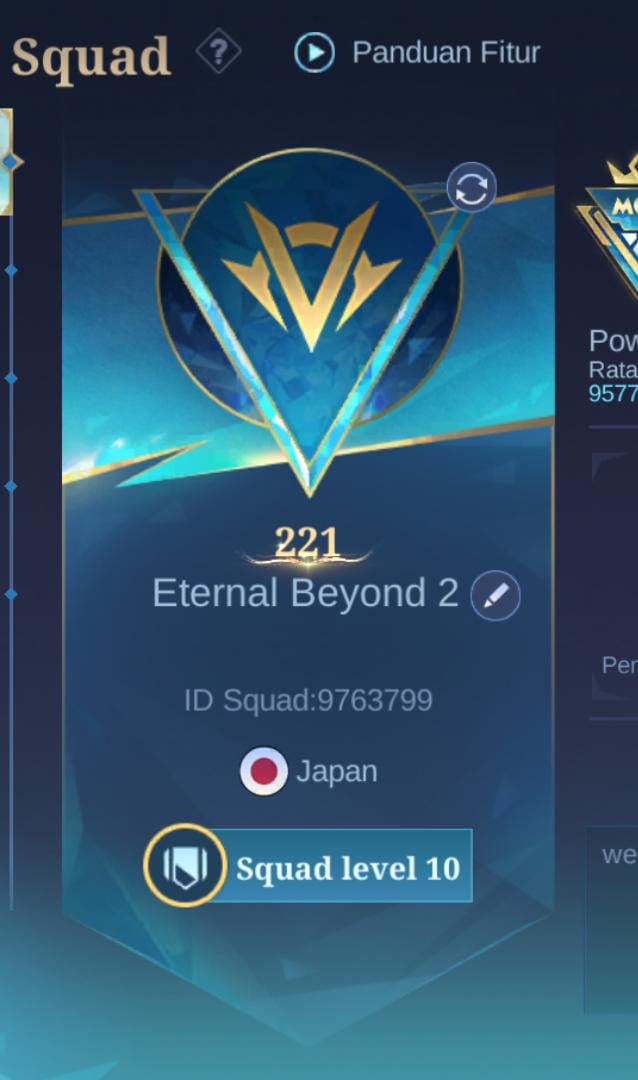 Squad
?
Panduan Fitur
221
Eternal Beyond 2
ID Squad:9763799
Japan
Squad level 10
Pow
Rata
9577
Per
we